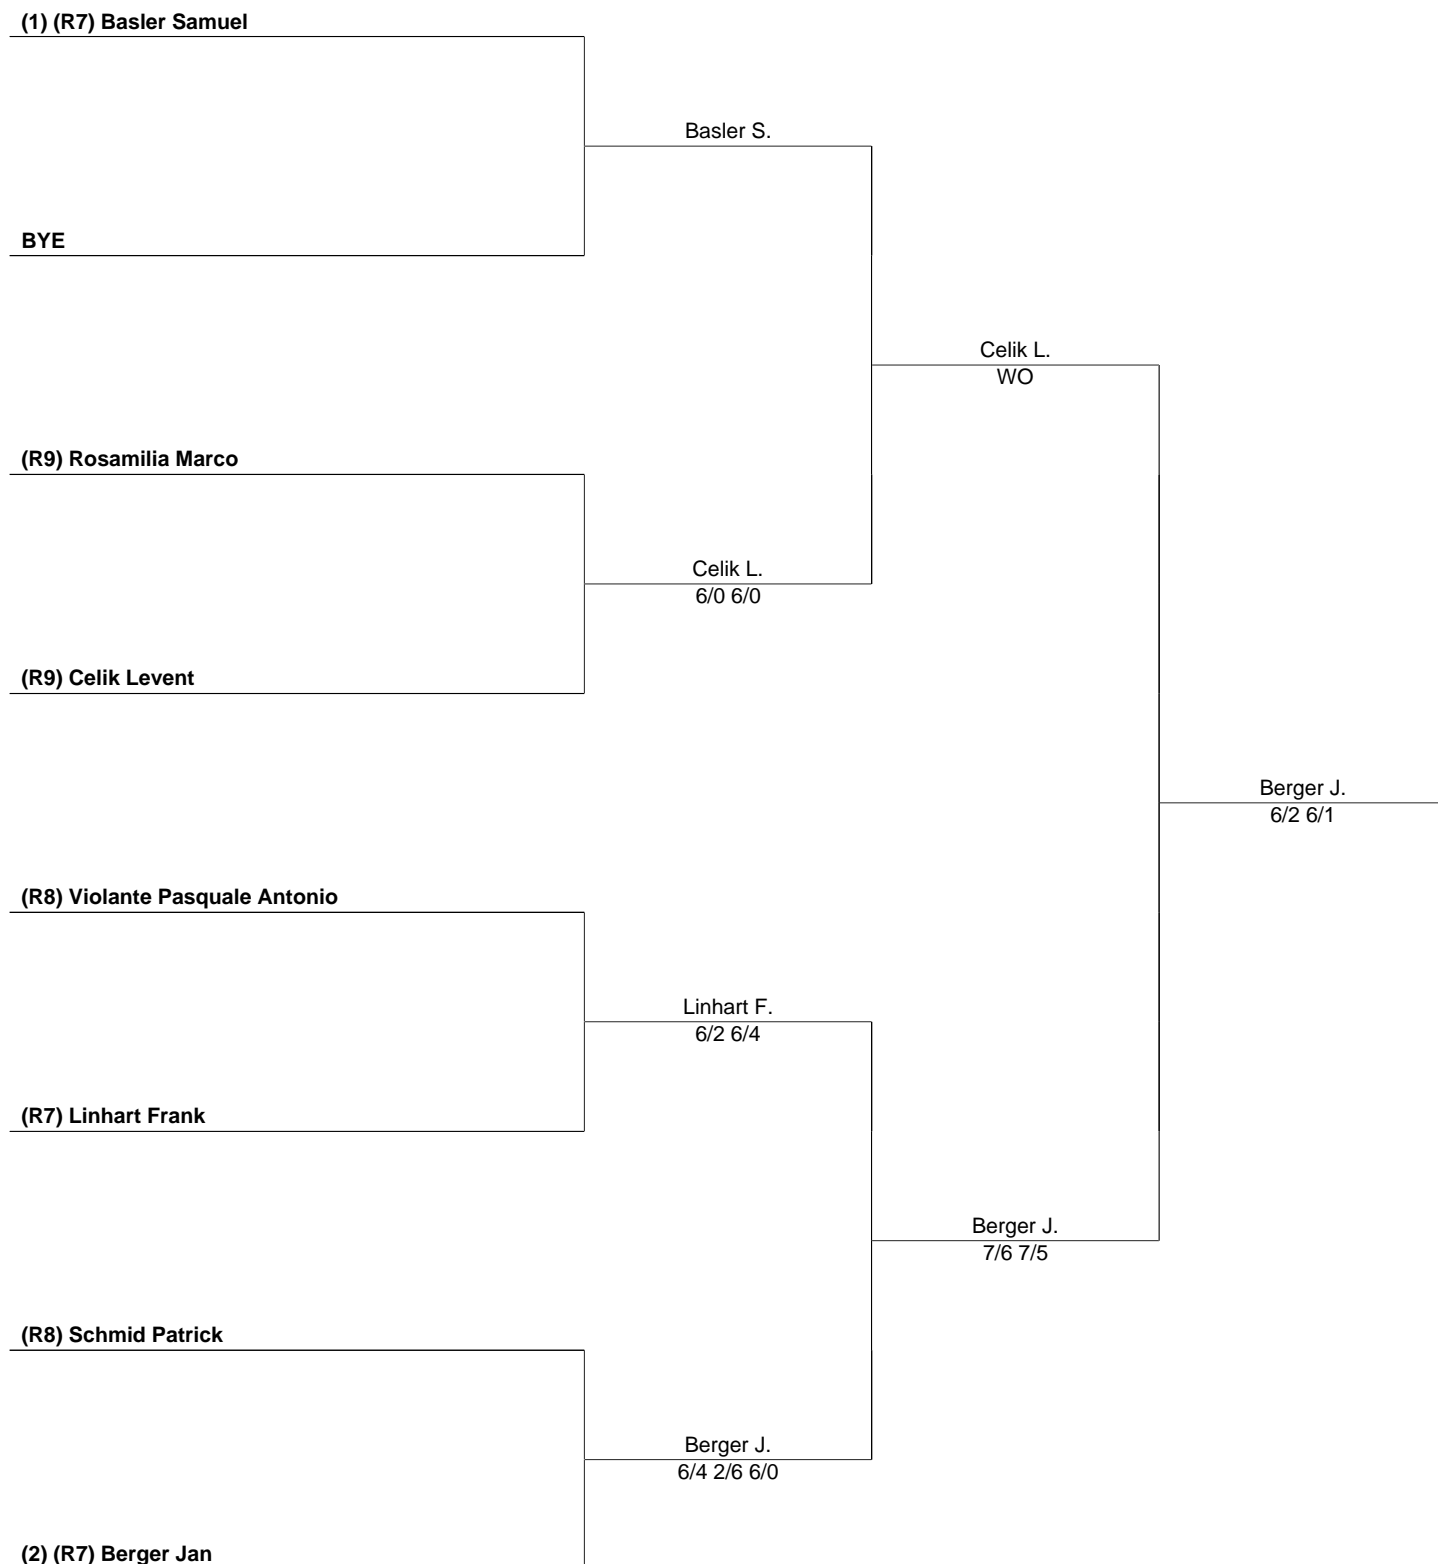 (1) (R7) Basler Samuel
Basler S.
BYE
Celik L.
WO
(R9) Rosamilia Marco
Celik L.
6/0 6/0
(R9) Celik Levent
Berger J.
6/2 6/1
(R8) Violante Pasquale Antonio
Linhart F.
6/2 6/4
(R7) Linhart Frank
Berger J.
7/6 7/5
(R8) Schmid Patrick
Berger J.
6/4 2/6 6/0
(2) (R7) Berger Jan